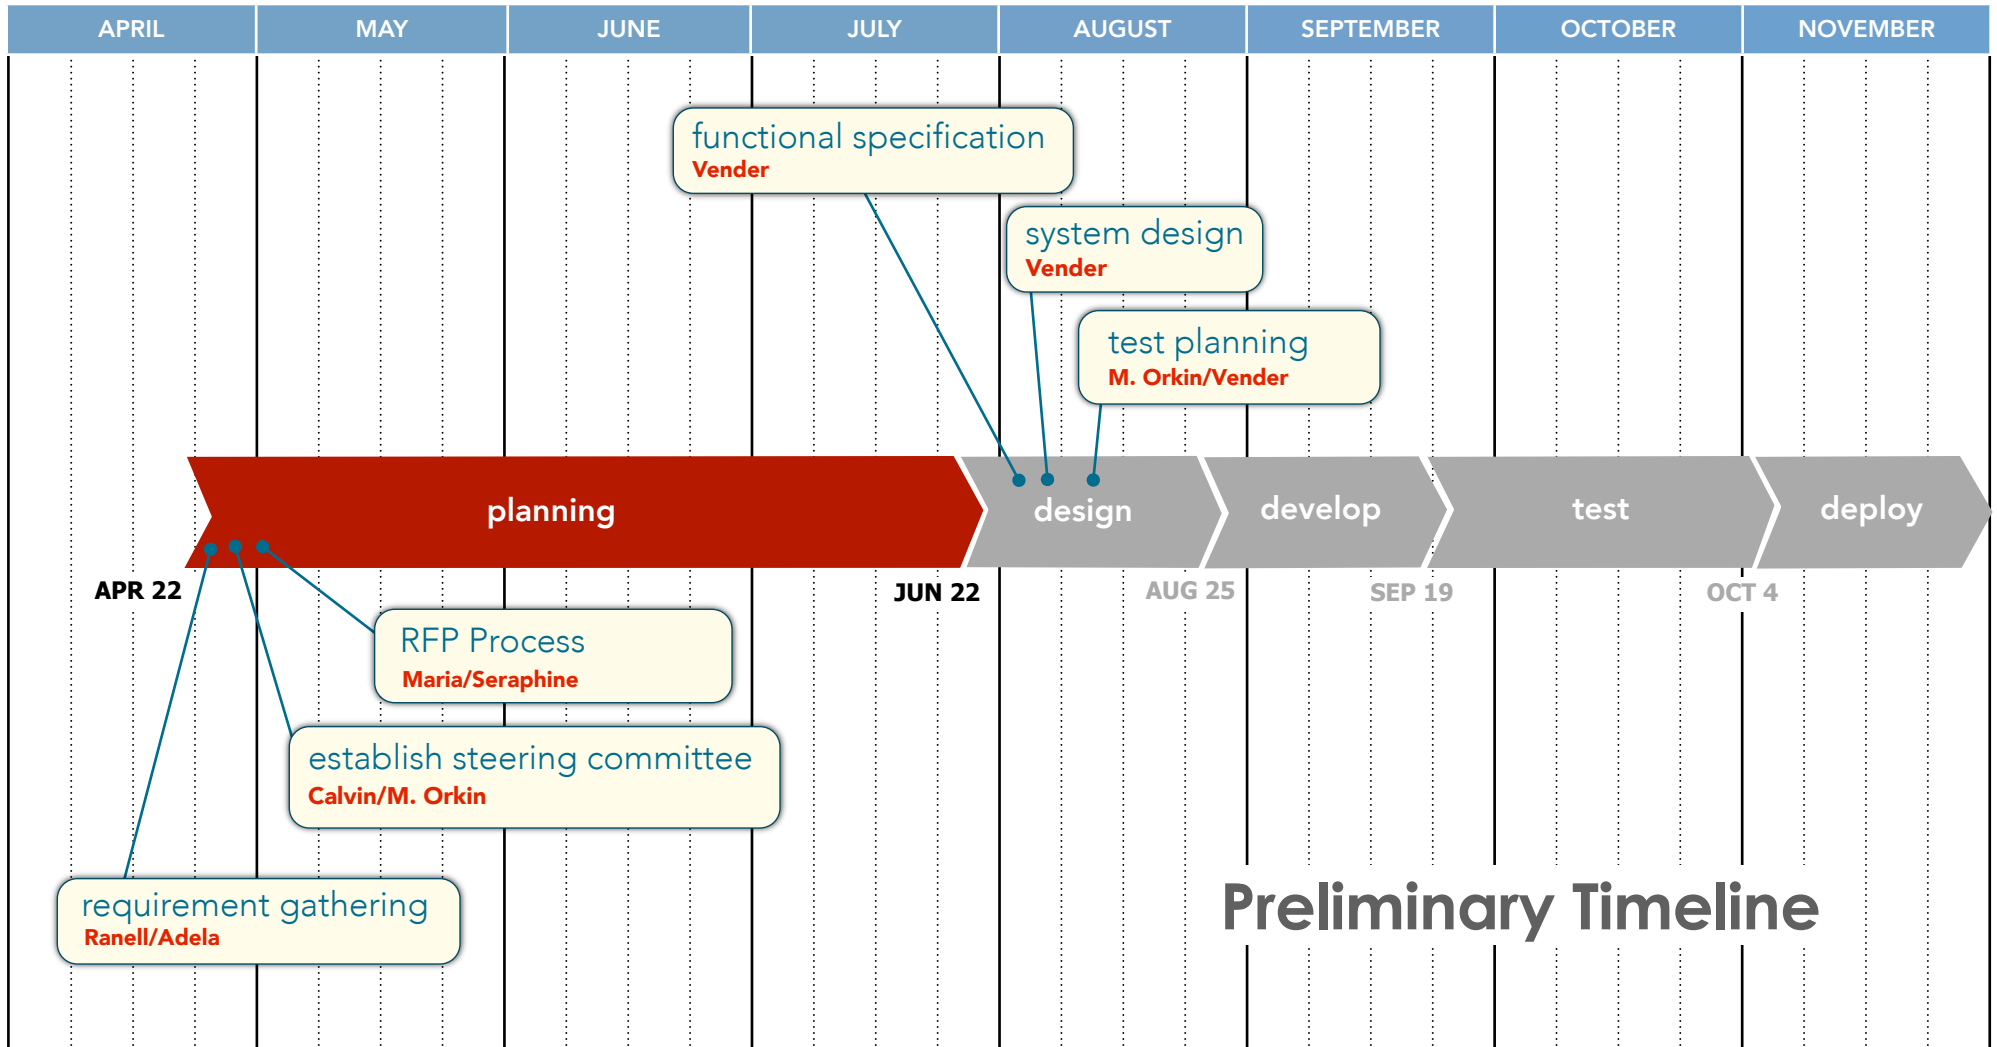 APRIL MAY JUNE JULY AUGUST SEPTEMBER OCTOBER NOVEMBER
functional specification
Vender
system design
Vender
test planning
M. Orkin/Vender
planning design develop test deploy
APR 22 JUN 22 AUG 25 SEP 19 OCT 4
RFP Process
Maria/Seraphine
establish steering committee
Calvin/M. Orkin
requirement gathering
Ranell/Adela
Preliminary Timeline